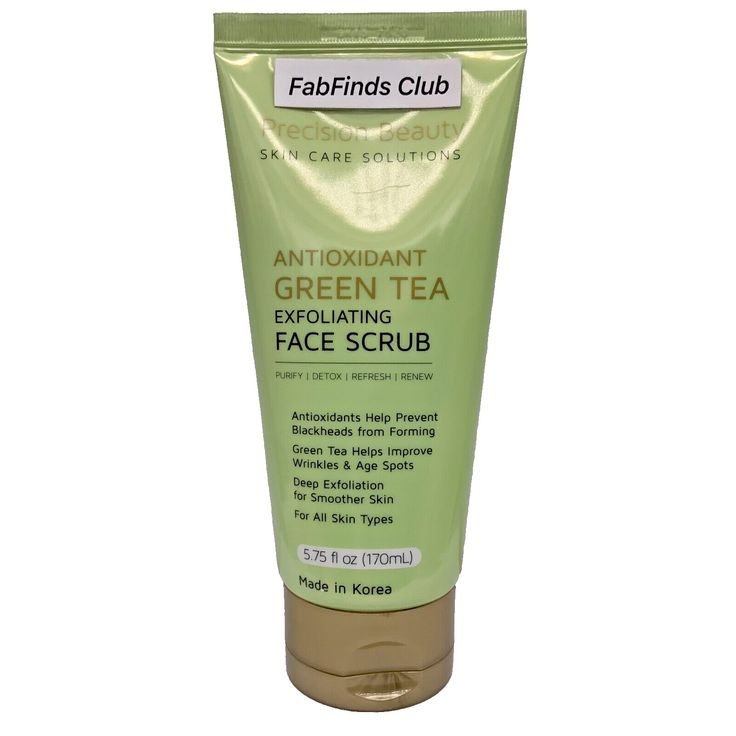 FabFinds Club
Precision Beauty
SKIN CARE SOLUTIONS
ANTIOXIDANT
GREEN TEA
EXFOLIATING
FACE SCRUB
PURIFY | DETOX | REFRESH | RENEW
Antioxidants Help Prevent
Blackheads from Forming
Green Tea Helps Improve
Wrinkles & Age Spots
Deep Exfoliation
for Smoother Skin
For All Skin Types
5.75 fl oz (170mL)
Made in Korea